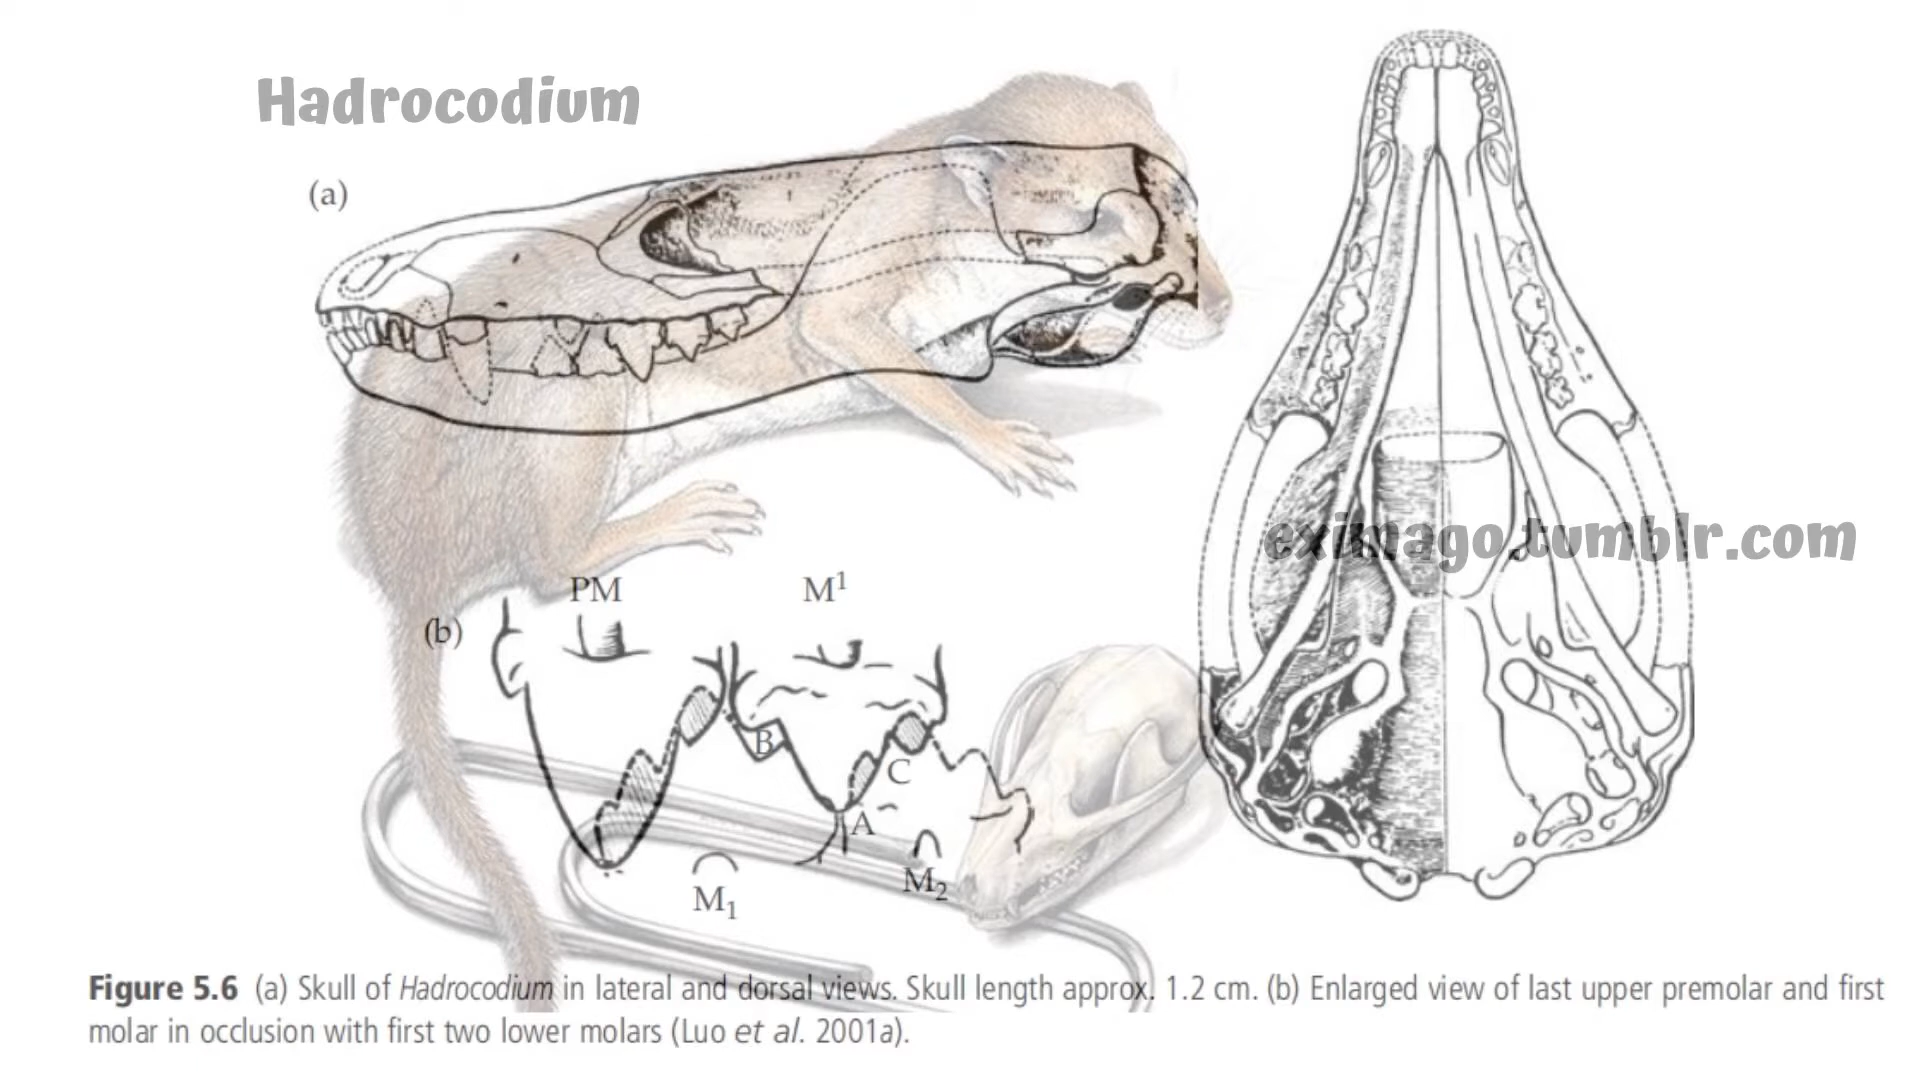 Hadrocodium
(a)
eximago.tumblr.com
PM M¹
(b)
B
C
A
M₂
M₁
Figure 5.6 (a) Skull of Hadrocodium in lateral and dorsal views. Skull length approx. 1.2 cm. (b) Enlarged view of last upper premolar and first
molar in occlusion with first two lower molars (Luo et al. 2001a).